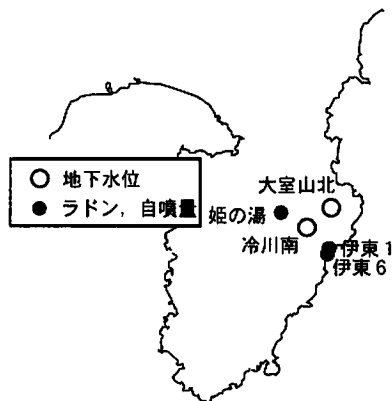 大室山北
地下水位
ラドン，自噴量
姫の湯
冷川南
伊東1
伊東6